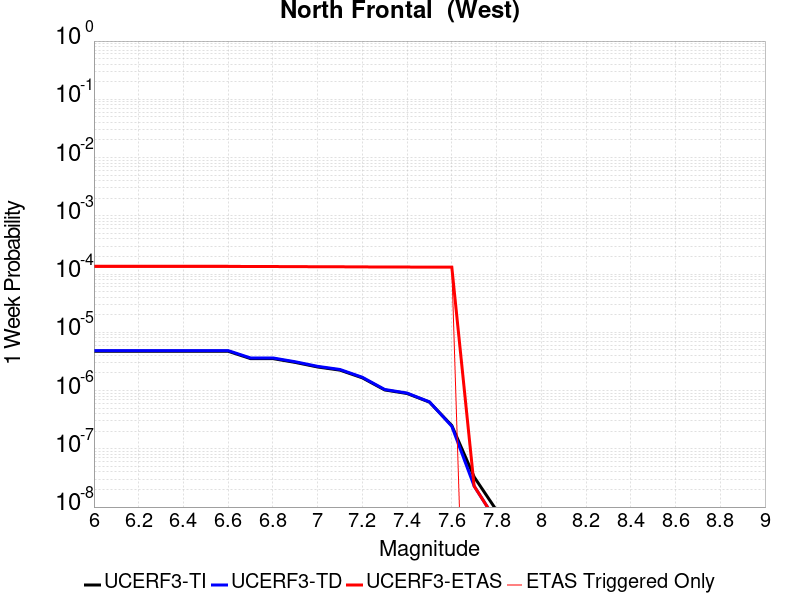 North Frontal  (West)
10^0
10^-1
10^-2
10^-3
10^-4
10^-5
10^-6
10^-7
10^-8
1 Week Probability
6 6.2 6.4 6.6 6.8 7 7.2 7.4 7.6 7.8 8 8.2 8.4 8.6 8.8 9
Magnitude
UCERF3-TI UCERF3-TD UCERF3-ETAS ETAS Triggered Only